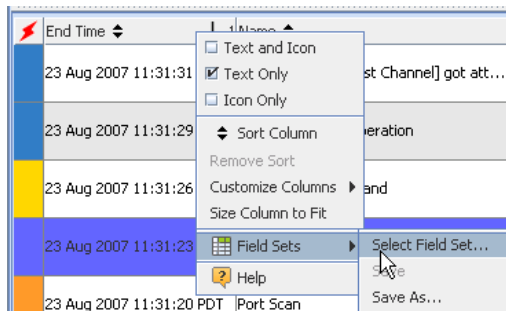 End Time 1 Name
Text and Icon
23 Aug 2007 11:31:31 Text Only st Channel] got att...
Icon Only
23 Aug 2007 11:31:29 Sort Column eration
Remove Sort
23 Aug 2007 11:31:26 Customize Columns and
Size Column to Fit
23 Aug 2007 11:31:23 Field Sets Select Field Set...
Help Save
23 Aug 2007 11:31:20 PDT Port Scan Save As...